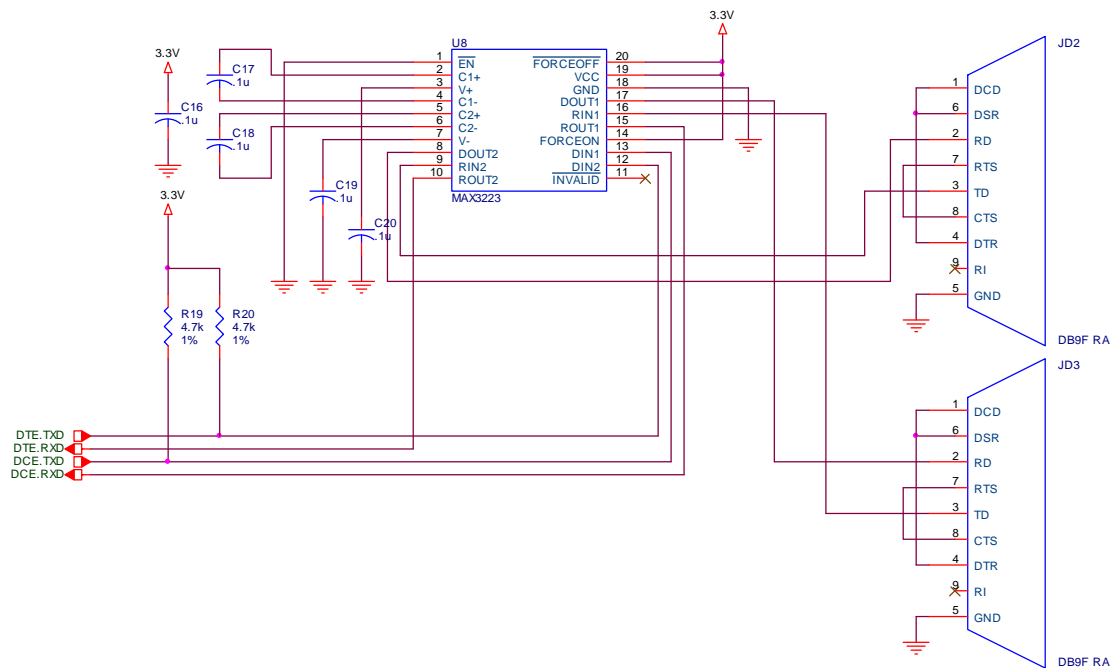 3.3V
C16
.1u
C17
.1u
C18
.1u
C19
.1u
C20
.1u
3.3V
R19
4.7k
1%
R20
4.7k
1%
DTE.TXD
DTE.RXD
DCE.TXD
DCE.RXD
U8
1 EN
2 C1+
3 V+
4 C1-
5 C2+
6 C2-
7 V-
8 DOUT2
9 RIN2
10 ROUT2
FORCEOFF 20
VCC 19
GND 18
DOUT1 17
RIN1 16
ROUT1 15
FORCEON 14
DIN1 13
DIN2 12
INVALID 11
MAX3223
3.3V
JD2
1 DCD
6 DSR
2 RD
7 RTS
3 TD
8 CTS
4 DTR
9 RI
5 GND
DB9F RA
JD3
1 DCD
6 DSR
2 RD
7 RTS
3 TD
8 CTS
4 DTR
9 RI
5 GND
DB9F RA